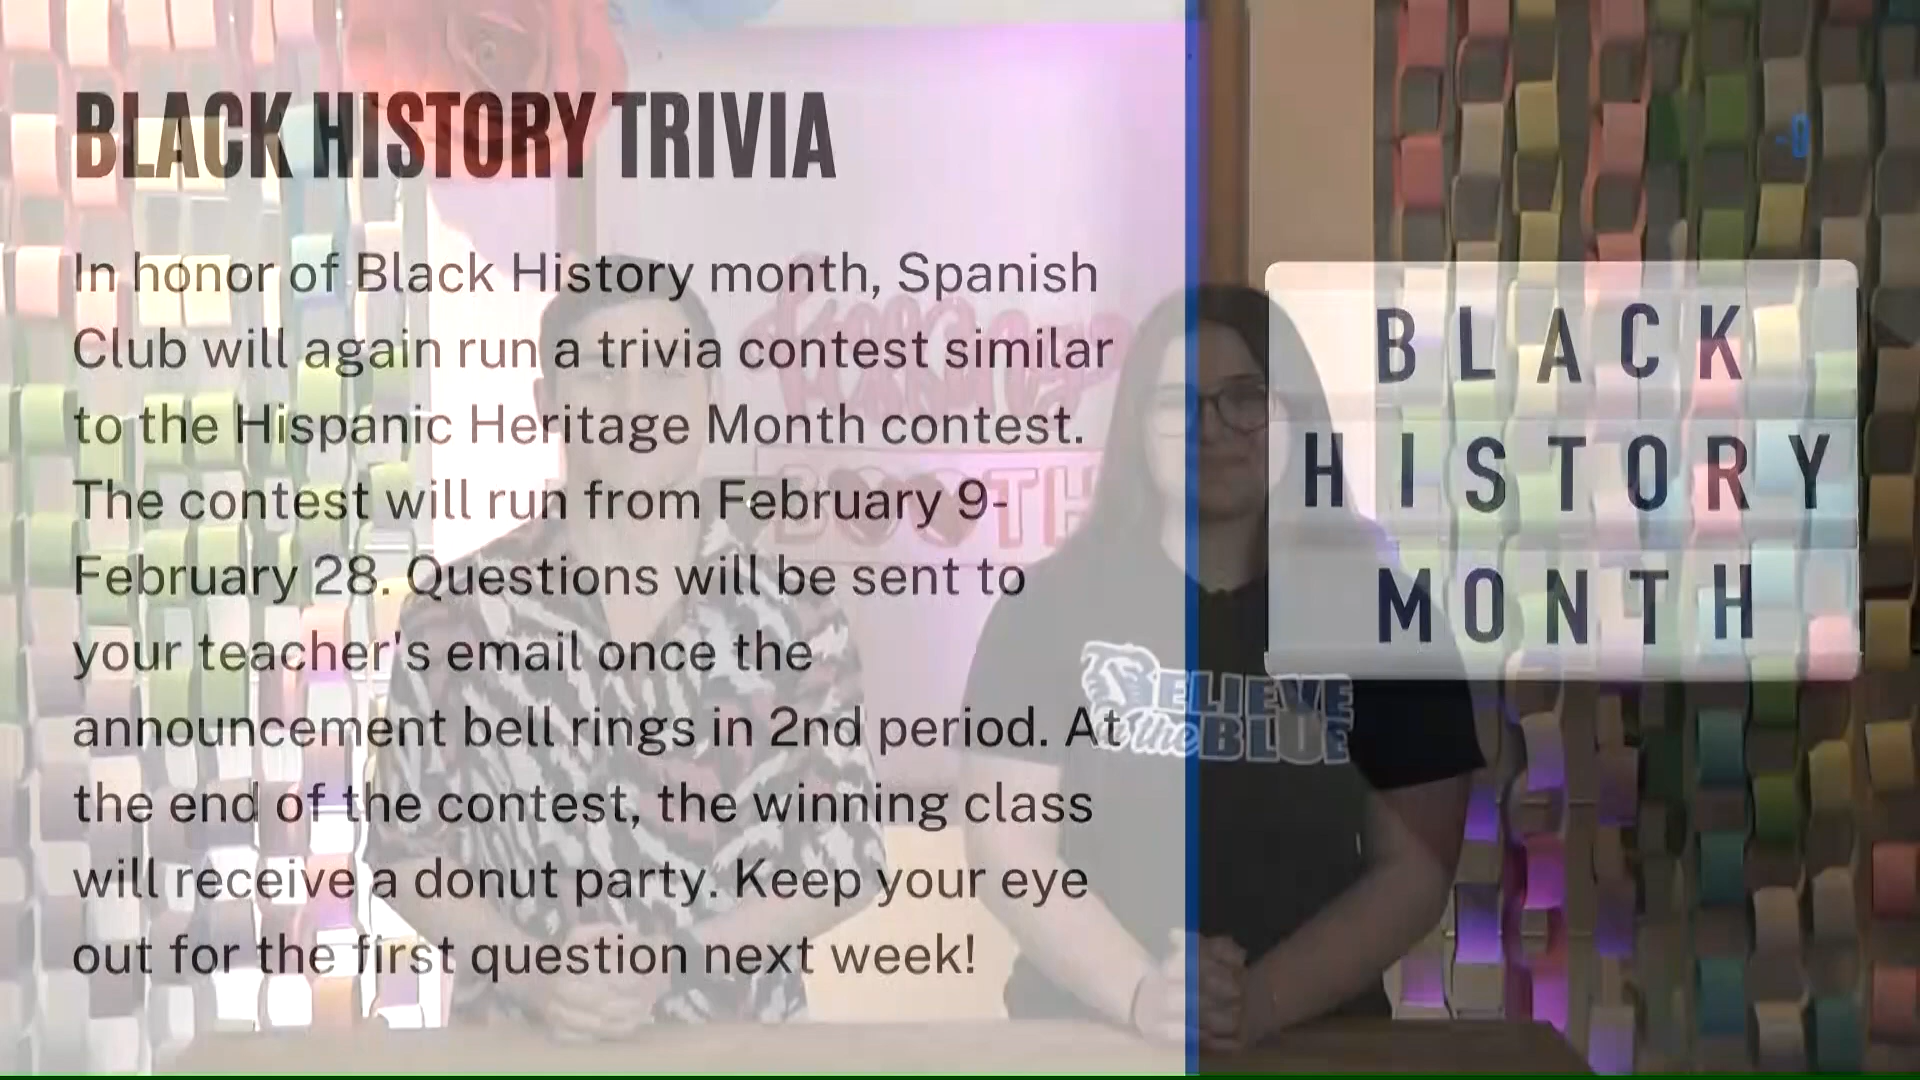 BLACK HISTORY TRIVIA
In honor of Black History month, Spanish
Club will again run a trivia contest similar
to the Hispanic Heritage Month contest.
The contest will run from February 9-
February 28. Questions will be sent to
your teacher's email once the
announcement bell rings in 2nd period. At
the end of the contest, the winning class
will receive a donut party. Keep your eye
out for the first question next week!
BLACK
HISTORY
MONTH
BELIEVE
in the BLUE